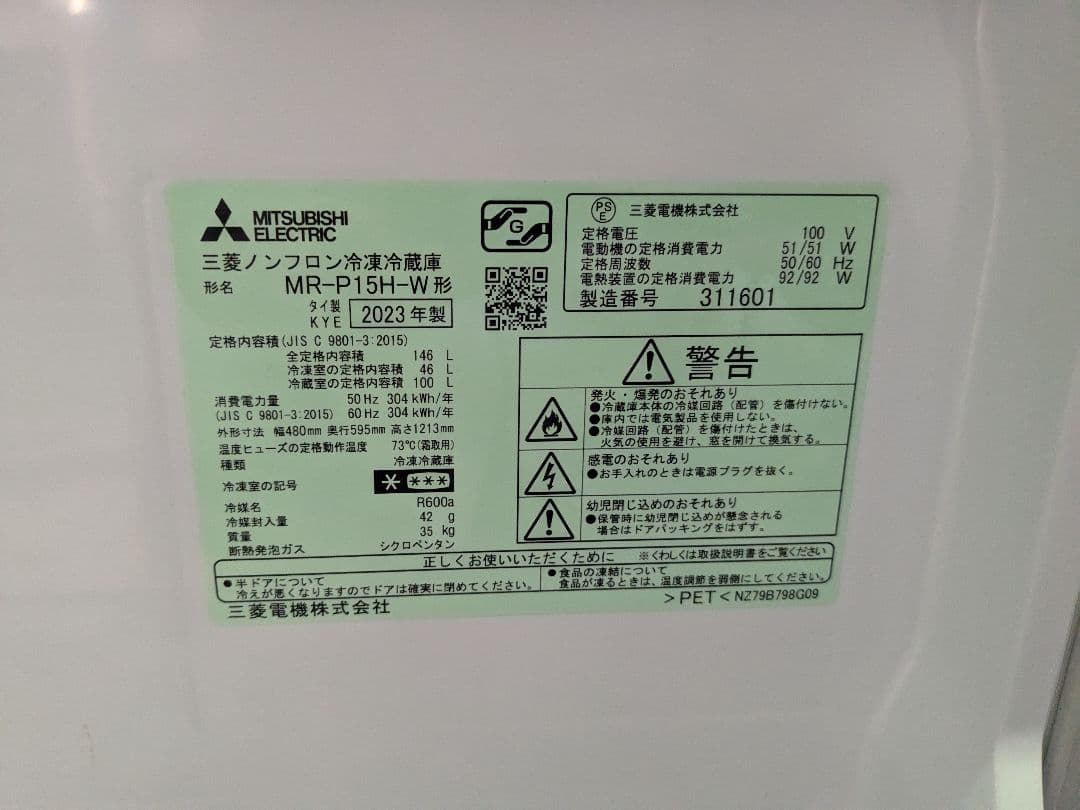 MITSUBISHI
ELECTRIC
三菱ノンフロン冷凍冷蔵庫
形名 MR-P15H-W形
タイ製
KYE 2023年製
定格内容積(JIS C 9801-3:2015)
全定格内容積 146 L
冷凍室の定格内容積 46 L
冷蔵室の定格内容積 100 L
消費電力量 50Hz 304kWh/年
(JIS C 9801-3:2015) 60Hz 304kWh/年
外形寸法 幅480mm 奥行595mm 高さ1213mm
温度ヒューズの定格動作温度 73℃(霜取用)
種類 冷凍冷蔵庫
冷凍室の記号 * ***
冷媒名 R600a
冷媒封入量 42 g
質量 35 kg
断熱発泡ガス シクロペンタン
G
PSE 三菱電機株式会社
定格電圧 100 V
電動機の定格消費電力 51/51 W
定格周波数 50/60 Hz
電熱装置の定格消費電力 92/92 W
製造番号 311601
警告
発火・爆発のおそれあり
●冷蔵庫本体の冷媒回路(配管)を傷付けない。
●庫内では電気製品を使用しない。
●冷媒回路(配管)を傷付けたときは、
火気の使用を避け、窓を開けて換気する。
感電のおそれあり
●お手入れのときは電源プラグを抜く。
幼児閉じ込めのおそれあり
●保管時に幼児閉じ込めが懸念される
場合はドアパッキングをはずす。
正しくお使いいただくために ※くわしくは取扱説明書をご覧ください
●半ドアについて
冷えが悪くなりますのでドアは確実に閉めてください。
●食品の凍結について
食品が凍るときは、温度調節を弱側にしてください。
三菱電機株式会社
>PET< NZ79B798G09